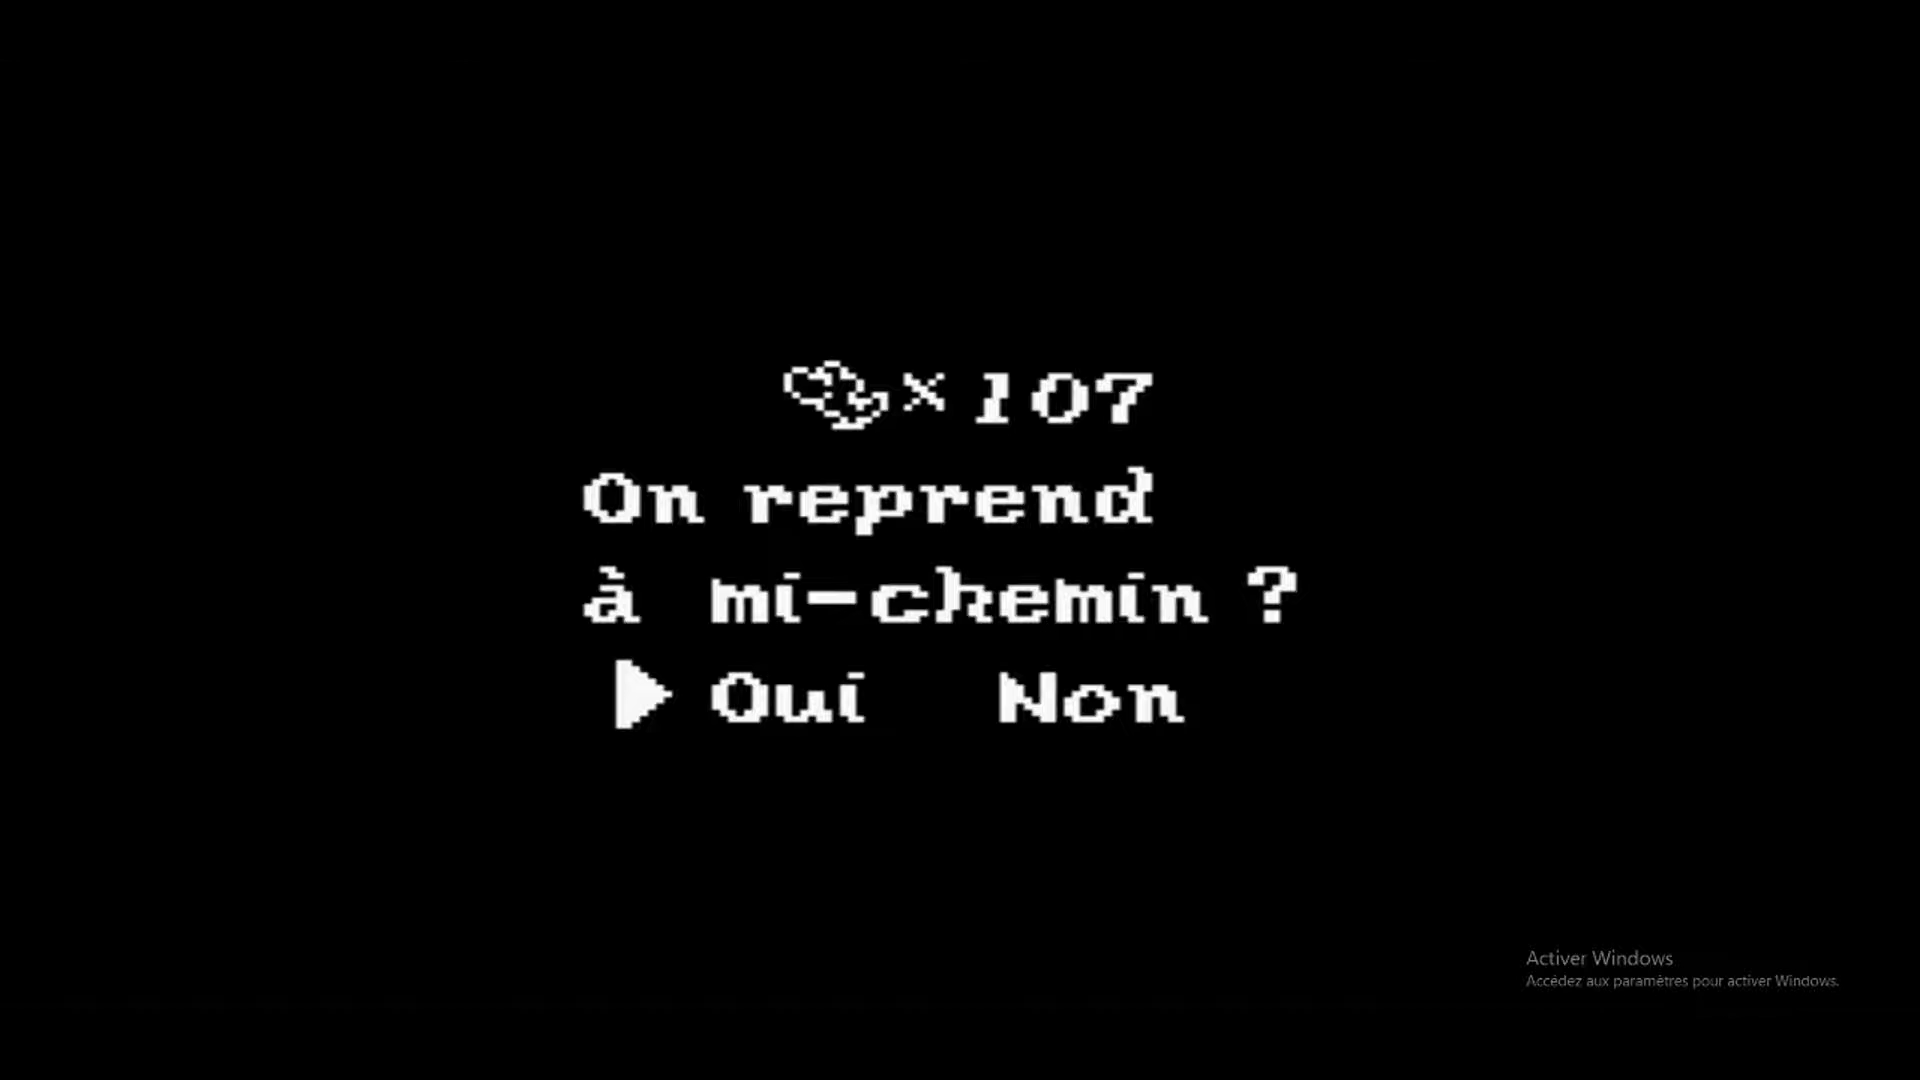 × 107
On reprend
à mi-chemin ?
Oui Non
Activer Windows
Accédez aux paramètres pour activer Windows.